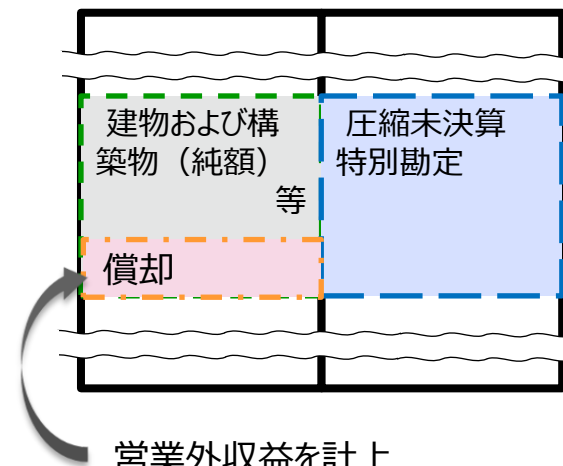 建物および構
築物（純額）
等
圧縮未決算
特別勘定
償却
営業外収益を計上